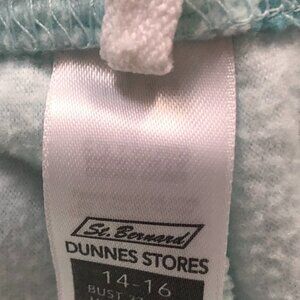 St. Bernard
DUNNES STORES
14-16
BUST